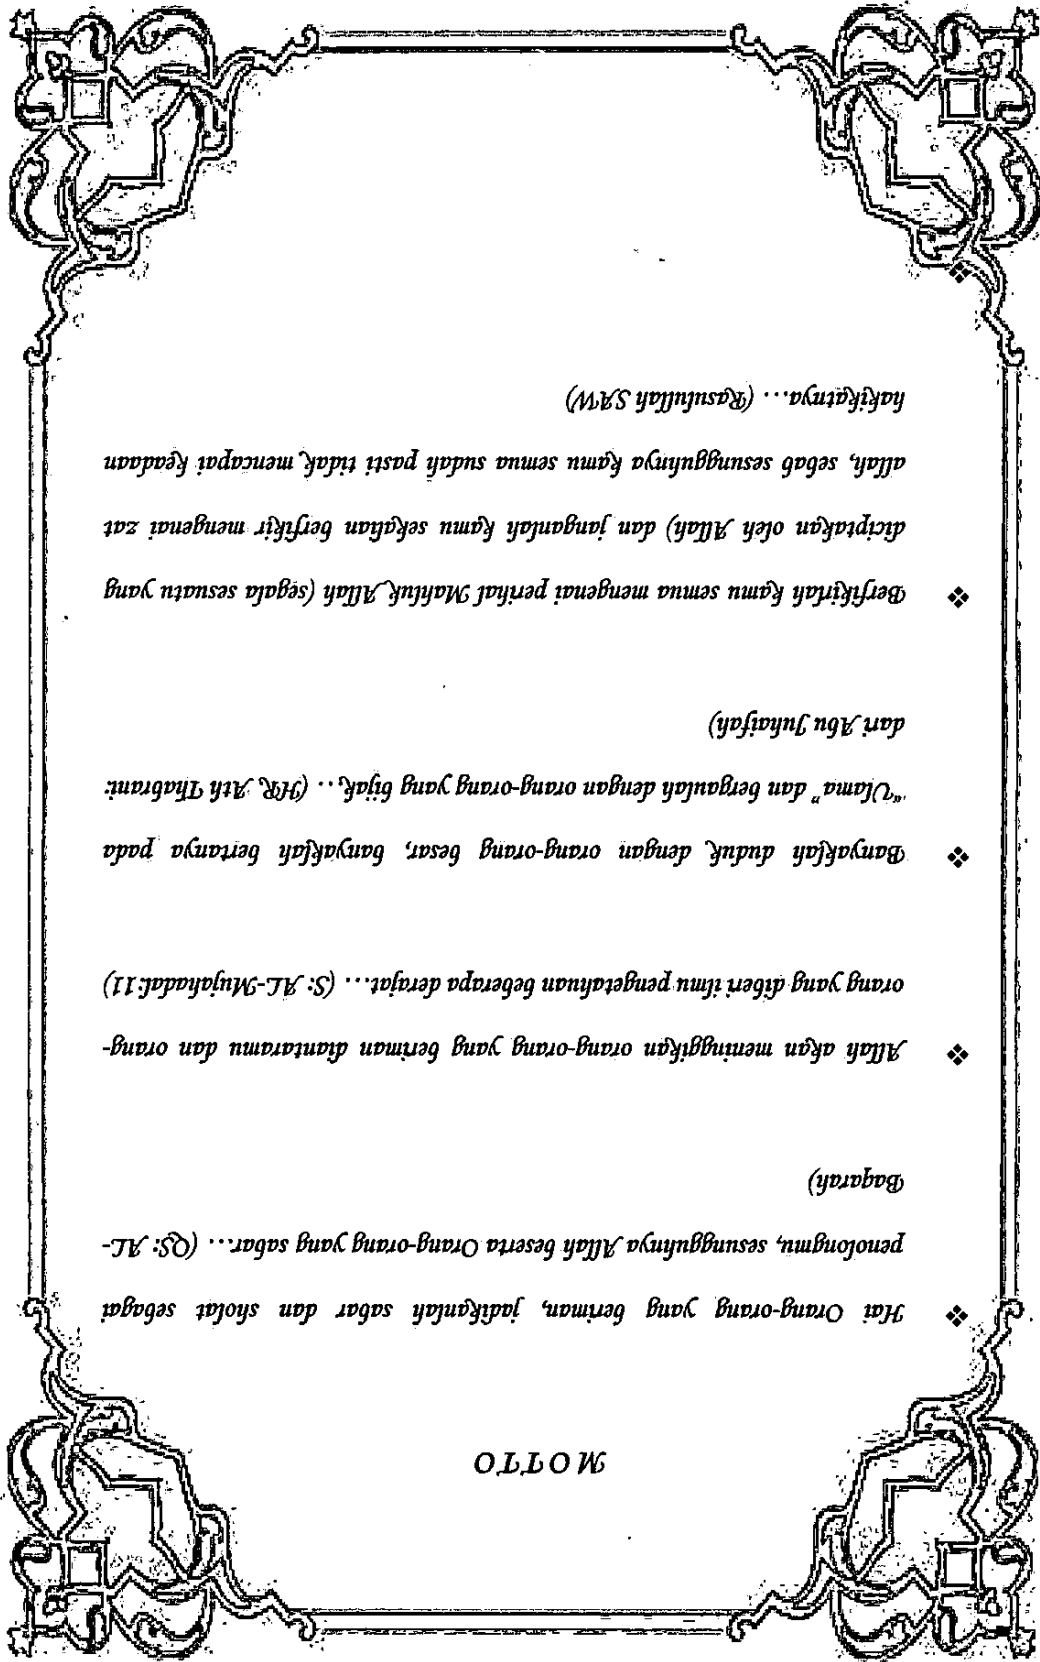 MOTTO
❖ Hai Orang-orang yang beriman, jadikanlah sabar dan sholat sebagai
penolongmu, sesungguhnya Allah beserta Orang-orang yang sabar... (QS: AL-
Baqarah)
❖ Allah akan meninggikan orang-orang yang beriman diantaramu dan orang-
orang yang diberi ilmu pengetahuan beberapa derajat... (S: AL-Mujahadal:11)
❖ Banyaklah duduk dengan orang-orang besar, banyaklah bertanya pada
"Ulama" dan bergaulah dengan orang-orang yang bijak... (HR. Ath Thabrani:
dari Abu Juhaifah)
❖ Berfikirlah kamu semua mengenai perihal Mahluk Allah (segala sesuatu yang
diciptakan oleh Allah) dan janganlah kamu sekalian berfikir mengenai zat
allah, sebab sesungguhnya kamu semua sudah pasti tidak mencapai keadaan
hakikatnya... (Rasulullah SAW)
❖